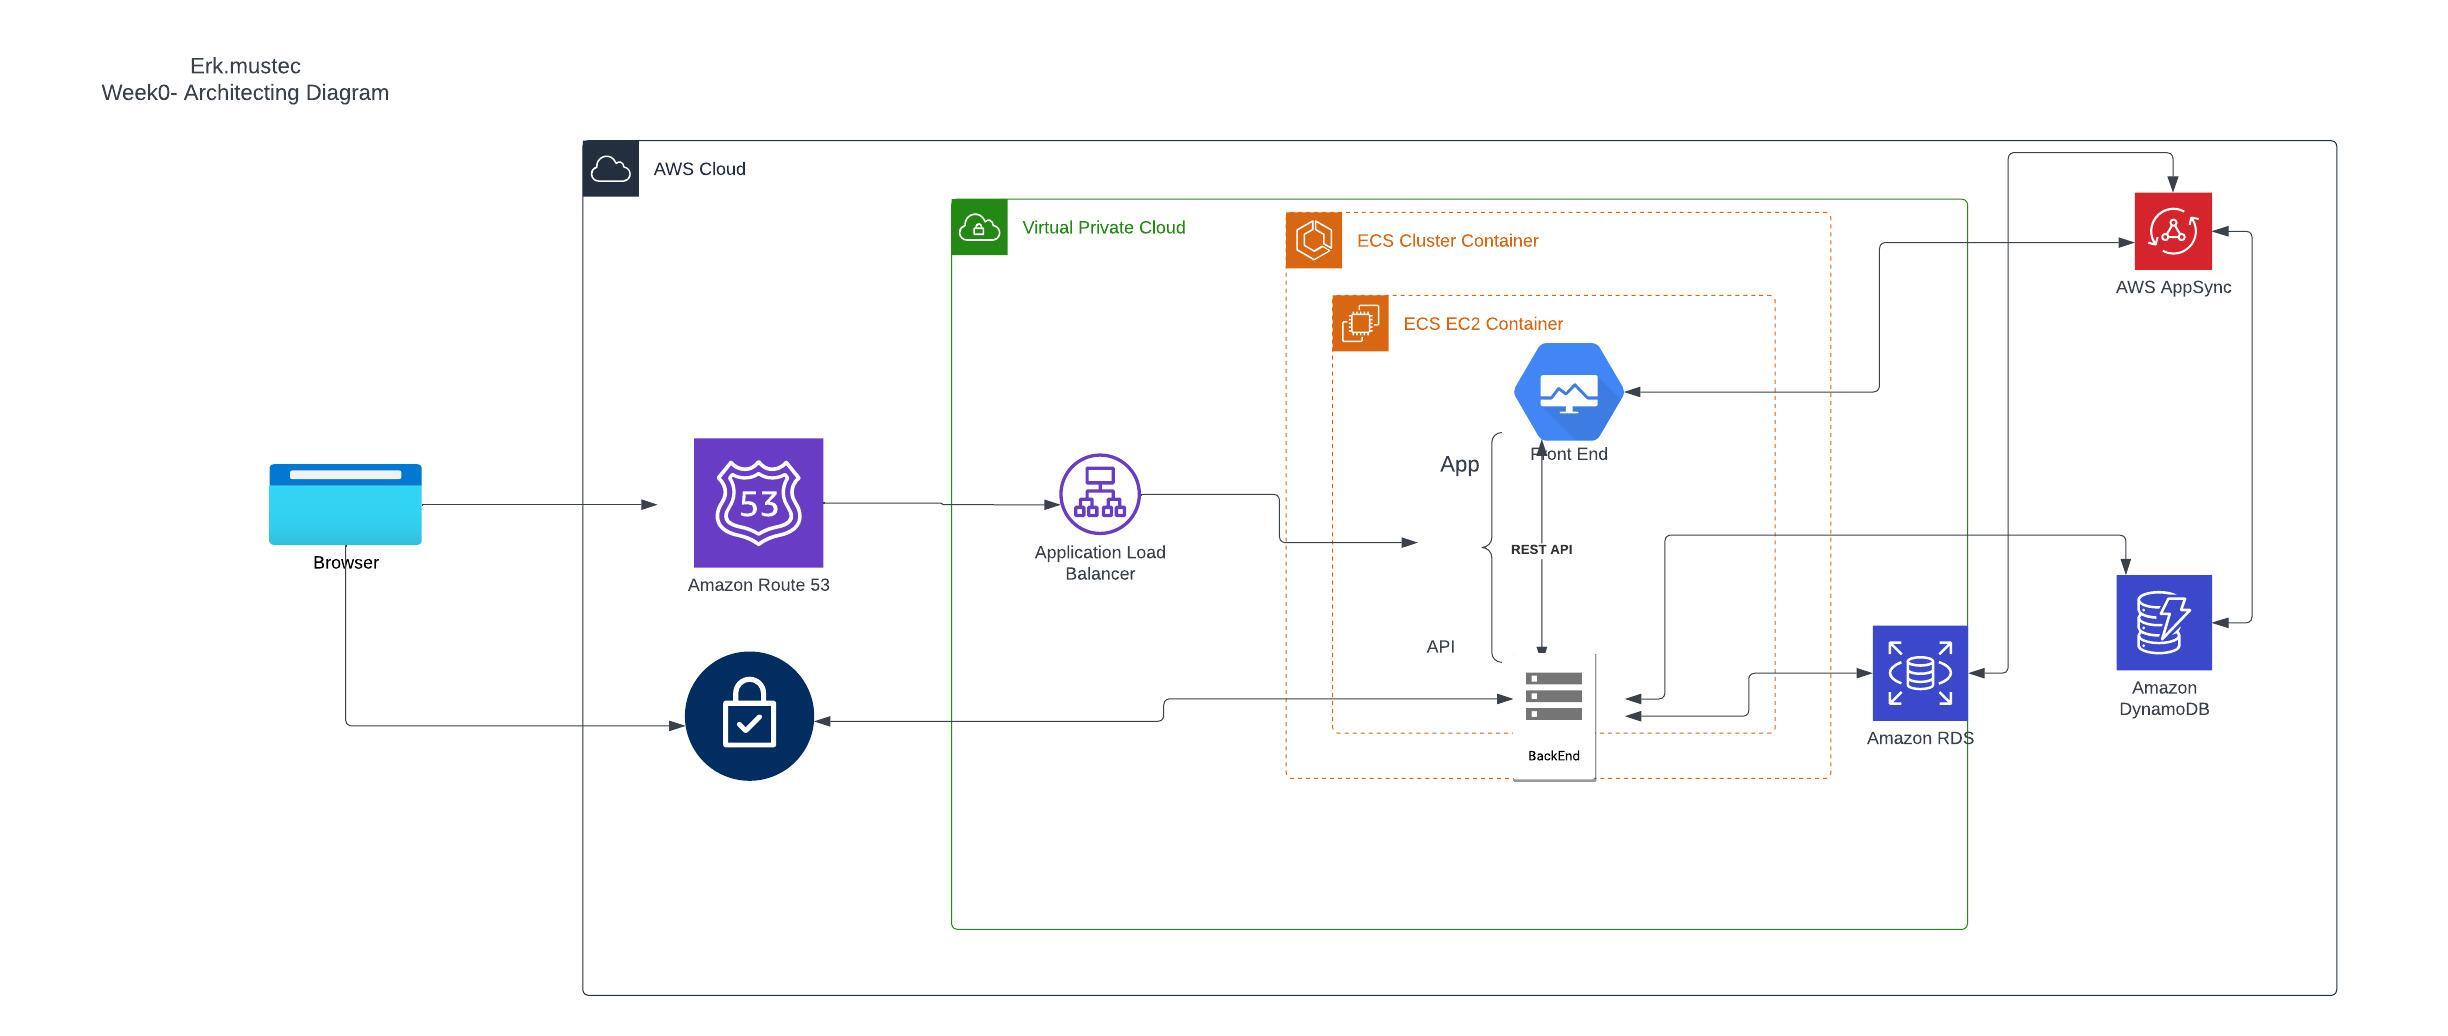 Erk.mustec
Week0- Architecting Diagram
AWS Cloud
Virtual Private Cloud
ECS Cluster Container
ECS EC2 Container
AWS AppSync
Front End
App
Browser
53
Amazon Route 53
Application Load
Balancer
REST API
API
BackEnd
Amazon RDS
Amazon
DynamoDB